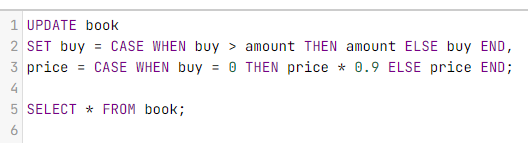 1 UPDATE book
2 SET buy = CASE WHEN buy > amount THEN amount ELSE buy END,
3 price = CASE WHEN buy = 0 THEN price * 0.9 ELSE price END;
4
5 SELECT * FROM book;
6